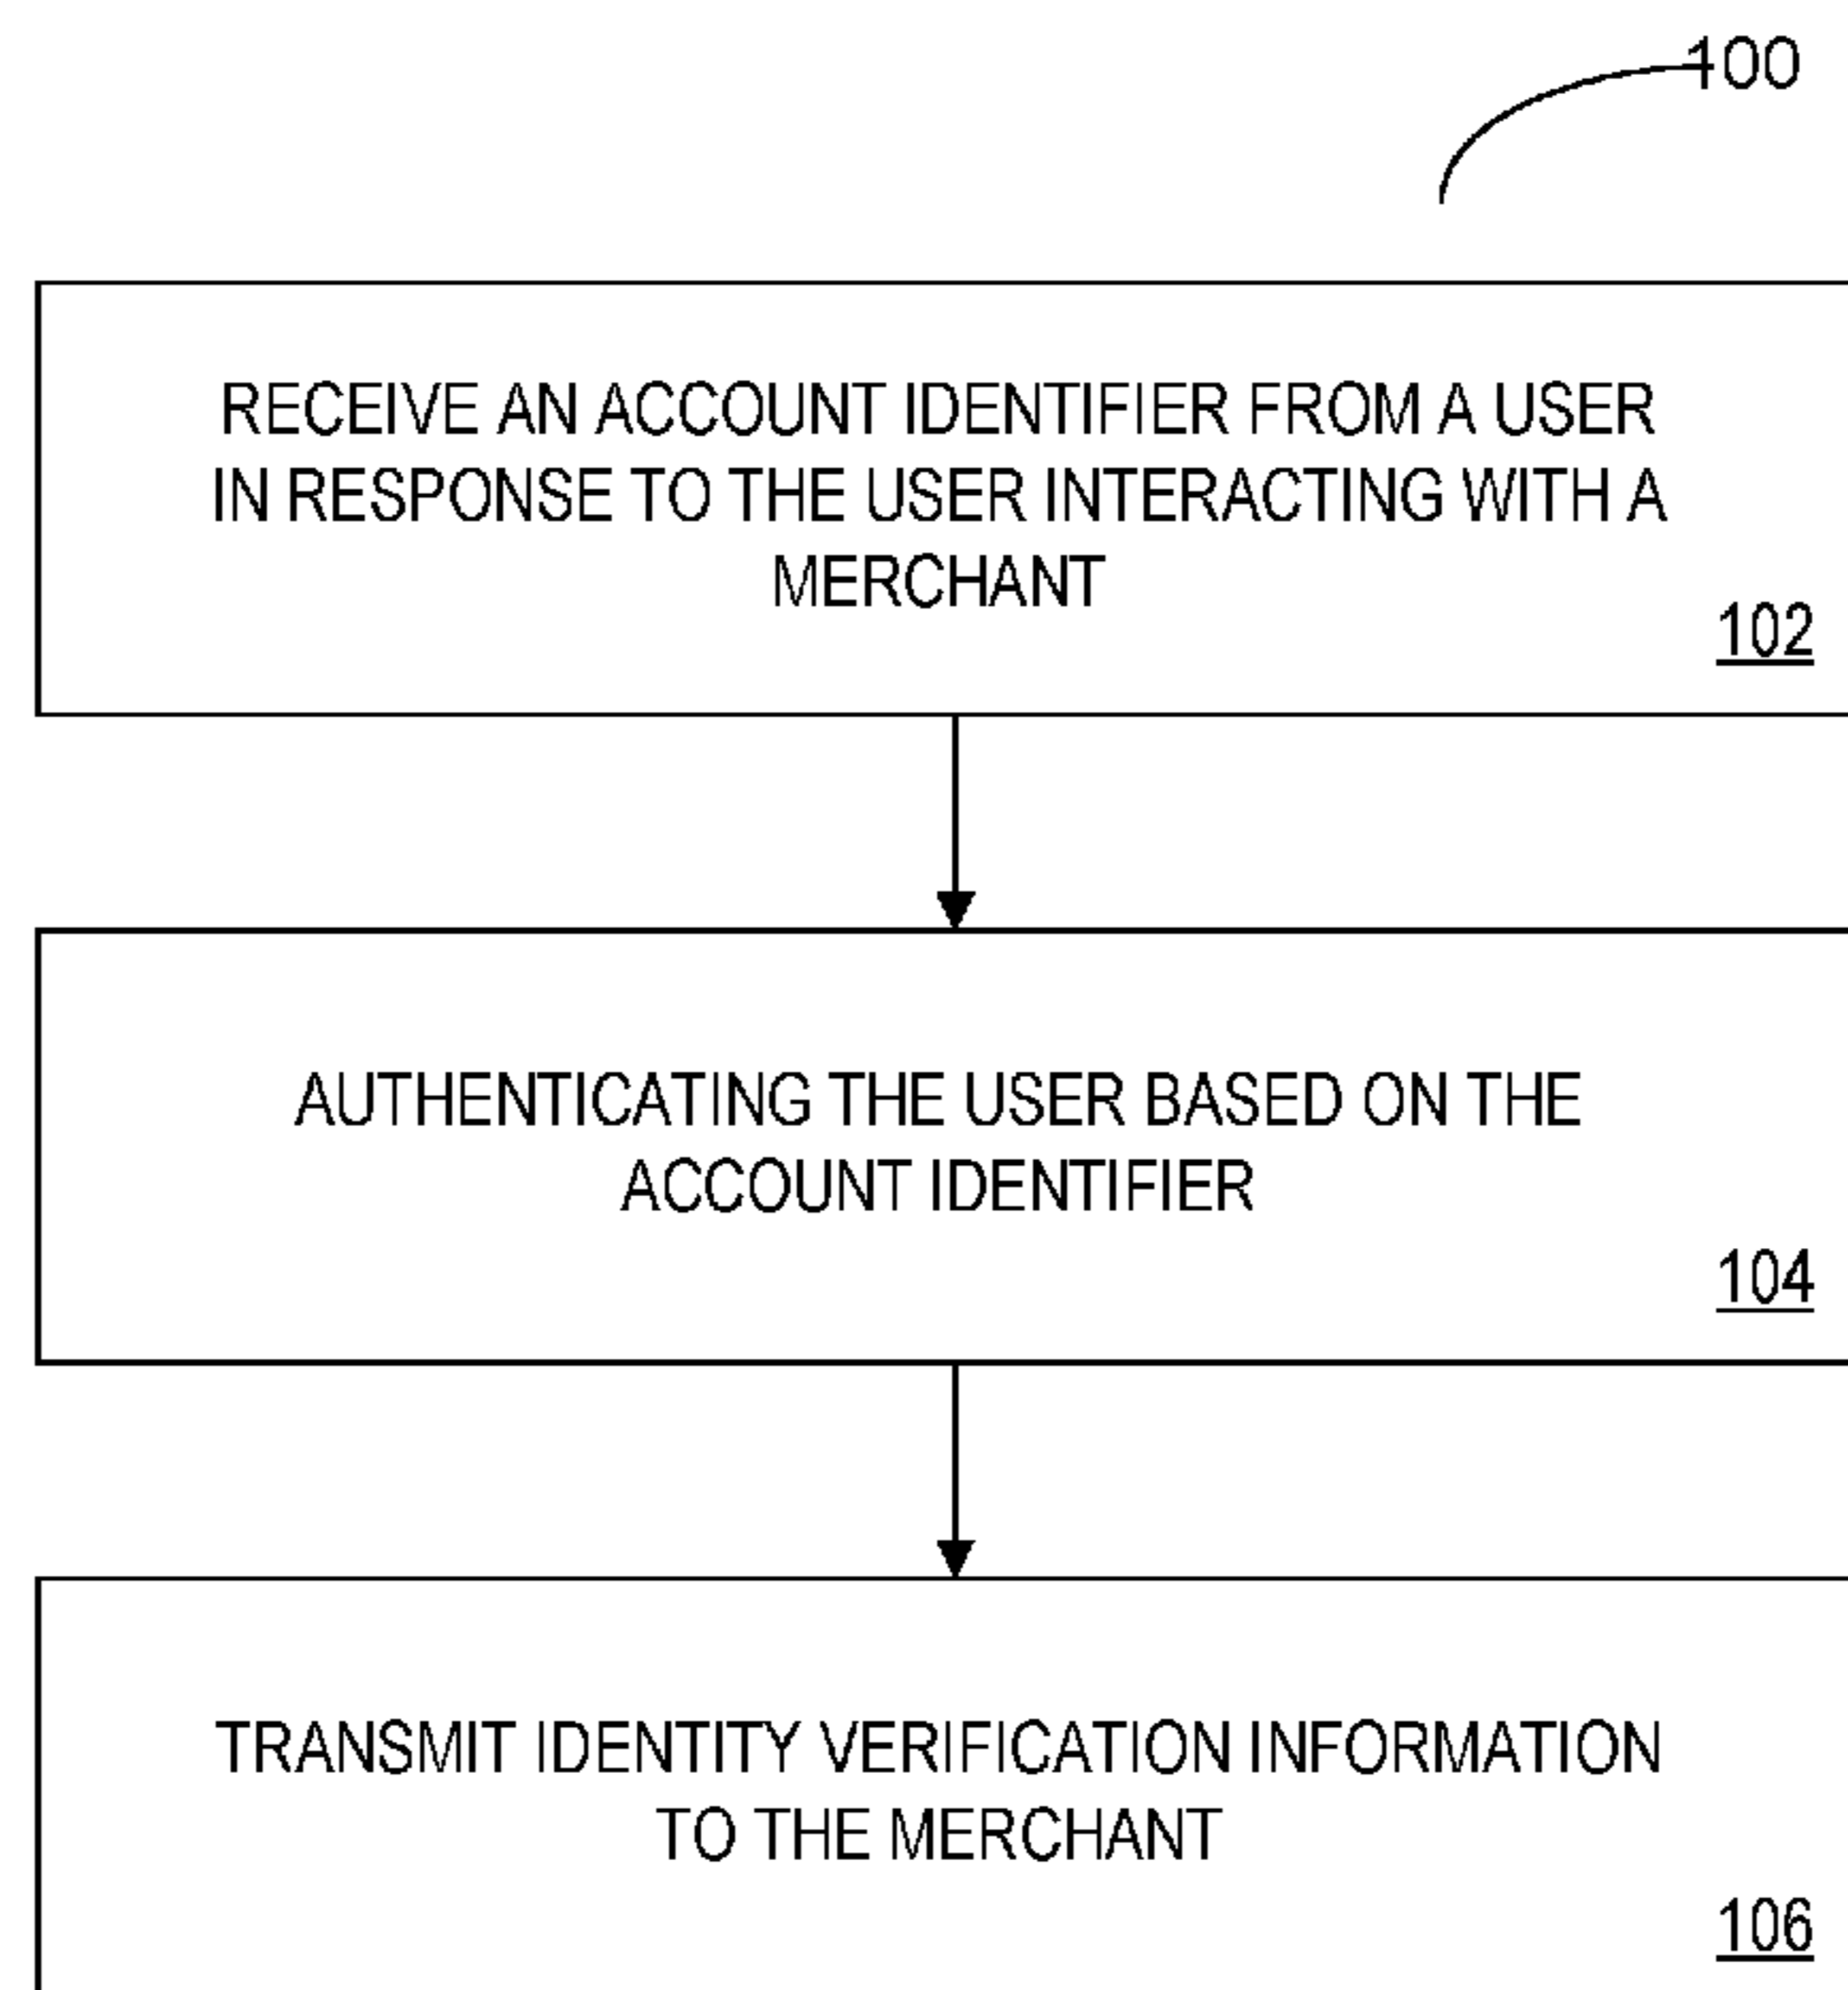 100
RECEIVE AN ACCOUNT IDENTIFIER FROM A USER
IN RESPONSE TO THE USER INTERACTING WITH A
MERCHANT
102
AUTHENTICATING THE USER BASED ON THE
ACCOUNT IDENTIFIER
104
TRANSMIT IDENTITY VERIFICATION INFORMATION
TO THE MERCHANT
106